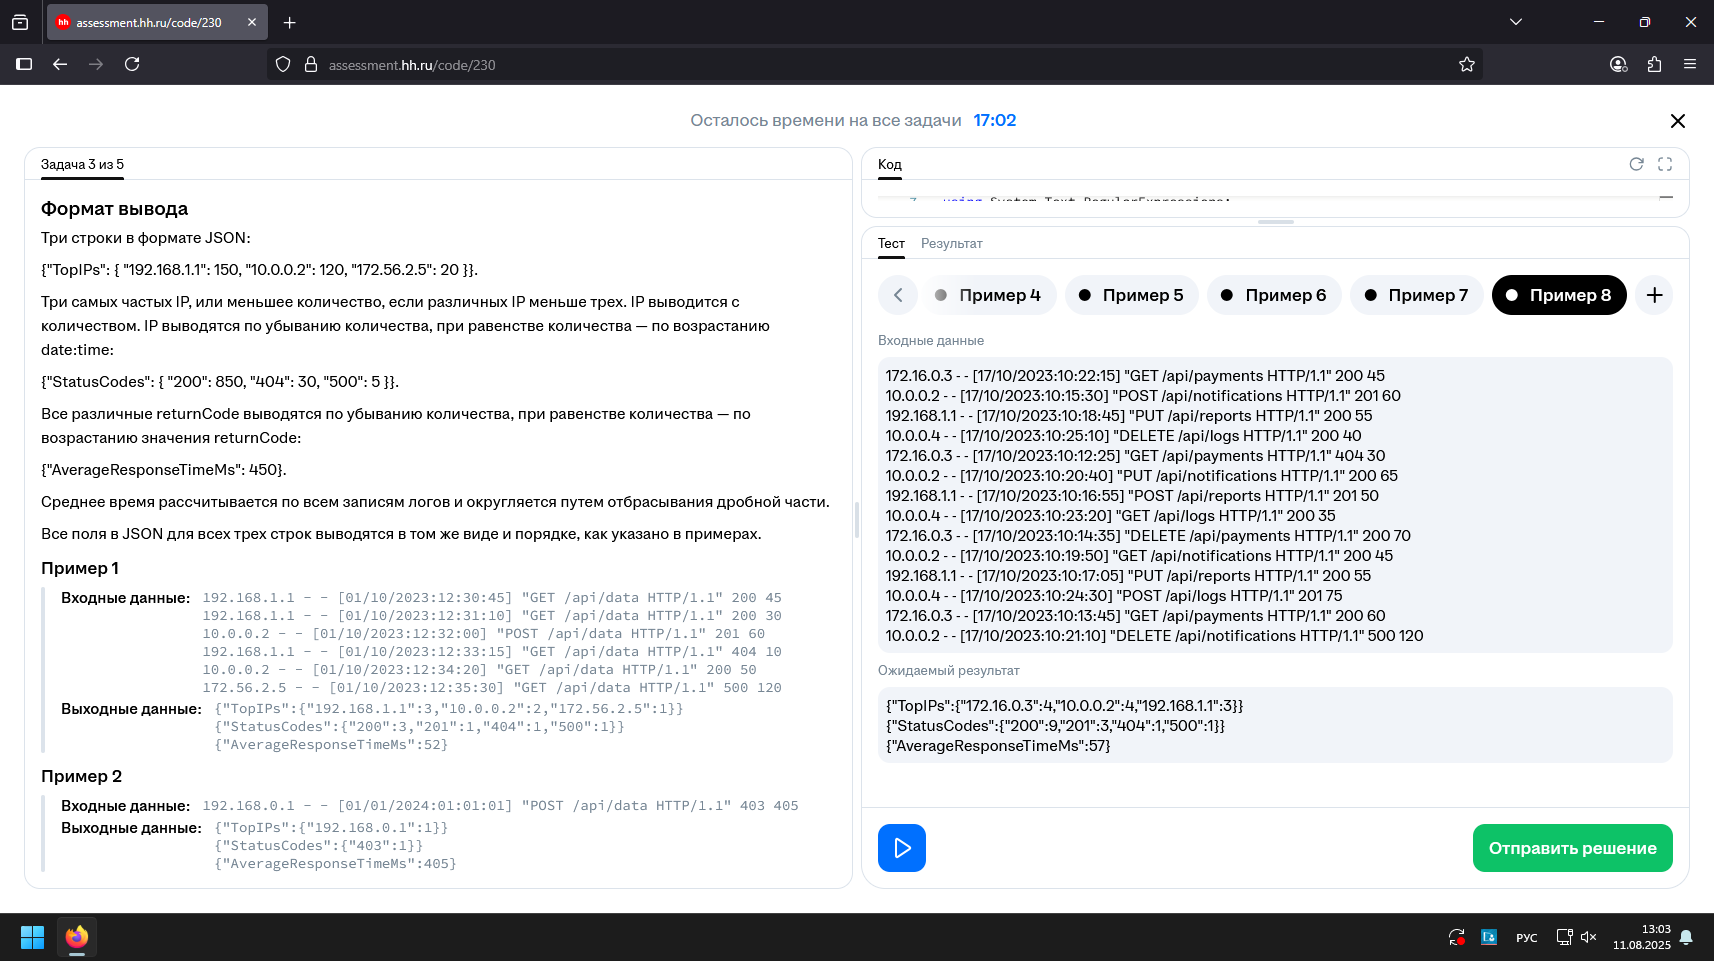 assessment.hh.ru/code/230
assessment.hh.ru/code/230
Осталось времени на все задачи 17:02
Задача 3 из 5
Формат вывода
Три строки в формате JSON:
{"TopIPs": { "192.168.1.1": 150, "10.0.0.2": 120, "172.56.2.5": 20 }}.
Три самых частых IP, или меньшее количество, если различных IP меньше трех. IP выводится с
количеством. IP выводятся по убыванию количества, при равенстве количества — по возрастанию
date:time:
{"StatusCodes": { "200": 850, "404": 30, "500": 5 }}.
Все различные returnCode выводятся по убыванию количества, при равенстве количества — по
возрастанию значения returnCode:
{"AverageResponseTimeMs": 450}.
Среднее время рассчитывается по всем записям логов и округляется путем отбрасывания дробной части.
Все поля в JSON для всех трех строк выводятся в том же виде и порядке, как указано в примерах.
Пример 1
Входные данные: 192.168.1.1 - - [01/10/2023:12:30:45] "GET /api/data HTTP/1.1" 200 45
192.168.1.1 - - [01/10/2023:12:31:10] "GET /api/data HTTP/1.1" 200 30
10.0.0.2 - - [01/10/2023:12:32:00] "POST /api/data HTTP/1.1" 201 60
192.168.1.1 - - [01/10/2023:12:33:15] "GET /api/data HTTP/1.1" 404 10
10.0.0.2 - - [01/10/2023:12:34:20] "GET /api/data HTTP/1.1" 200 50
172.56.2.5 - - [01/10/2023:12:35:30] "GET /api/data HTTP/1.1" 500 120
Выходные данные: {"TopIPs":{"192.168.1.1":3,"10.0.0.2":2,"172.56.2.5":1}}
{"StatusCodes":{"200":3,"201":1,"404":1,"500":1}}
{"AverageResponseTimeMs":52}
Пример 2
Входные данные: 192.168.0.1 - - [01/01/2024:01:01:01] "POST /api/data HTTP/1.1" 403 405
Выходные данные: {"TopIPs":{"192.168.0.1":1}}
{"StatusCodes":{"403":1}}
{"AverageResponseTimeMs":405}
Код
using System.Text.RegularExpressions;
Тест Результат
Пример 4 Пример 5 Пример 6 Пример 7 Пример 8
Входные данные
172.16.0.3 - - [17/10/2023:10:22:15] "GET /api/payments HTTP/1.1" 200 45
10.0.0.2 - - [17/10/2023:10:15:30] "POST /api/notifications HTTP/1.1" 201 60
192.168.1.1 - - [17/10/2023:10:18:45] "PUT /api/reports HTTP/1.1" 200 55
10.0.0.4 - - [17/10/2023:10:25:10] "DELETE /api/logs HTTP/1.1" 200 40
172.16.0.3 - - [17/10/2023:10:12:25] "GET /api/payments HTTP/1.1" 404 30
10.0.0.2 - - [17/10/2023:10:20:40] "PUT /api/notifications HTTP/1.1" 200 65
192.168.1.1 - - [17/10/2023:10:16:55] "POST /api/reports HTTP/1.1" 201 50
10.0.0.4 - - [17/10/2023:10:23:20] "GET /api/logs HTTP/1.1" 200 35
172.16.0.3 - - [17/10/2023:10:14:35] "DELETE /api/payments HTTP/1.1" 200 70
10.0.0.2 - - [17/10/2023:10:19:50] "GET /api/notifications HTTP/1.1" 200 45
192.168.1.1 - - [17/10/2023:10:17:05] "PUT /api/reports HTTP/1.1" 200 55
10.0.0.4 - - [17/10/2023:10:24:30] "POST /api/logs HTTP/1.1" 201 75
172.16.0.3 - - [17/10/2023:10:13:45] "GET /api/payments HTTP/1.1" 200 60
10.0.0.2 - - [17/10/2023:10:21:10] "DELETE /api/notifications HTTP/1.1" 500 120
Ожидаемый результат
{"TopIPs":{"172.16.0.3":4,"10.0.0.2":4,"192.168.1.1":3}}
{"StatusCodes":{"200":9,"201":3,"404":1,"500":1}}
{"AverageResponseTimeMs":57}
Отправить решение
РУС
13:03
11.08.2025